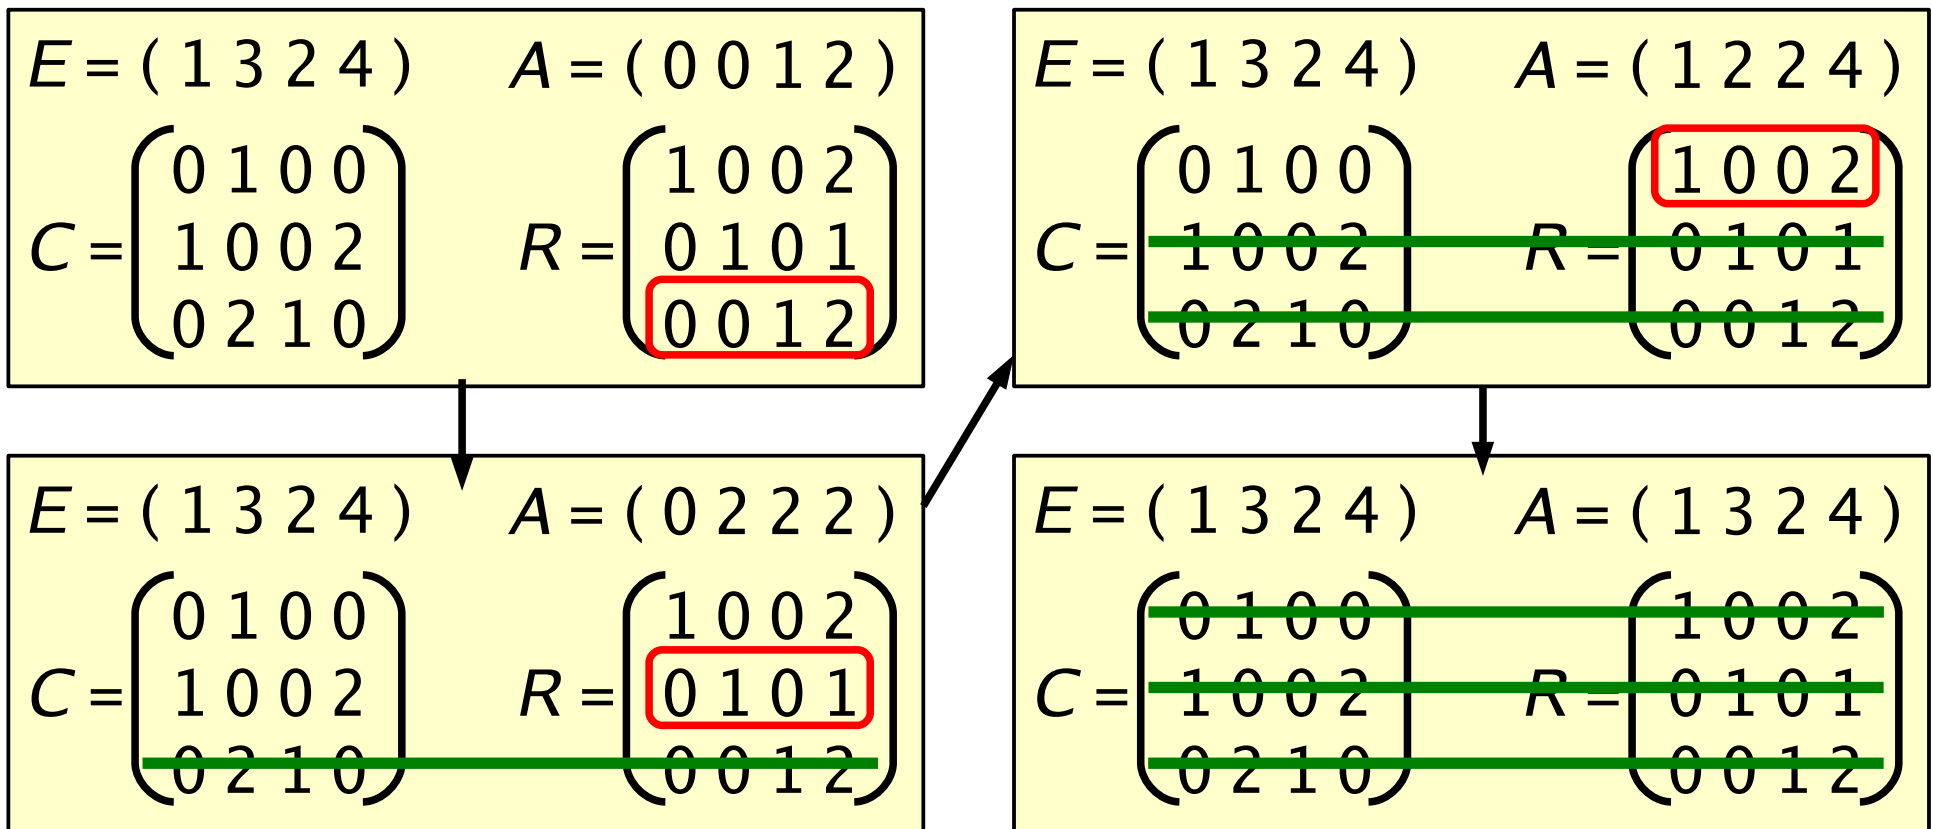 E = ( 1 3 2 4 ) A = ( 0 0 1 2 )
0 1 0 0 1 0 0 2
C = 1 0 0 2 R = 0 1 0 1
0 2 1 0 0 0 1 2
E = ( 1 3 2 4 ) A = ( 0 2 2 2 )
0 1 0 0 1 0 0 2
C = 1 0 0 2 R = 0 1 0 1
0 2 1 0 0 0 1 2
E = ( 1 3 2 4 ) A = ( 1 2 2 4 )
0 1 0 0 1 0 0 2
C = 1 0 0 2 R = 0 1 0 1
0 2 1 0 0 0 1 2
E = ( 1 3 2 4 ) A = ( 1 3 2 4 )
0 1 0 0 1 0 0 2
C = 1 0 0 2 R = 0 1 0 1
0 2 1 0 0 0 1 2